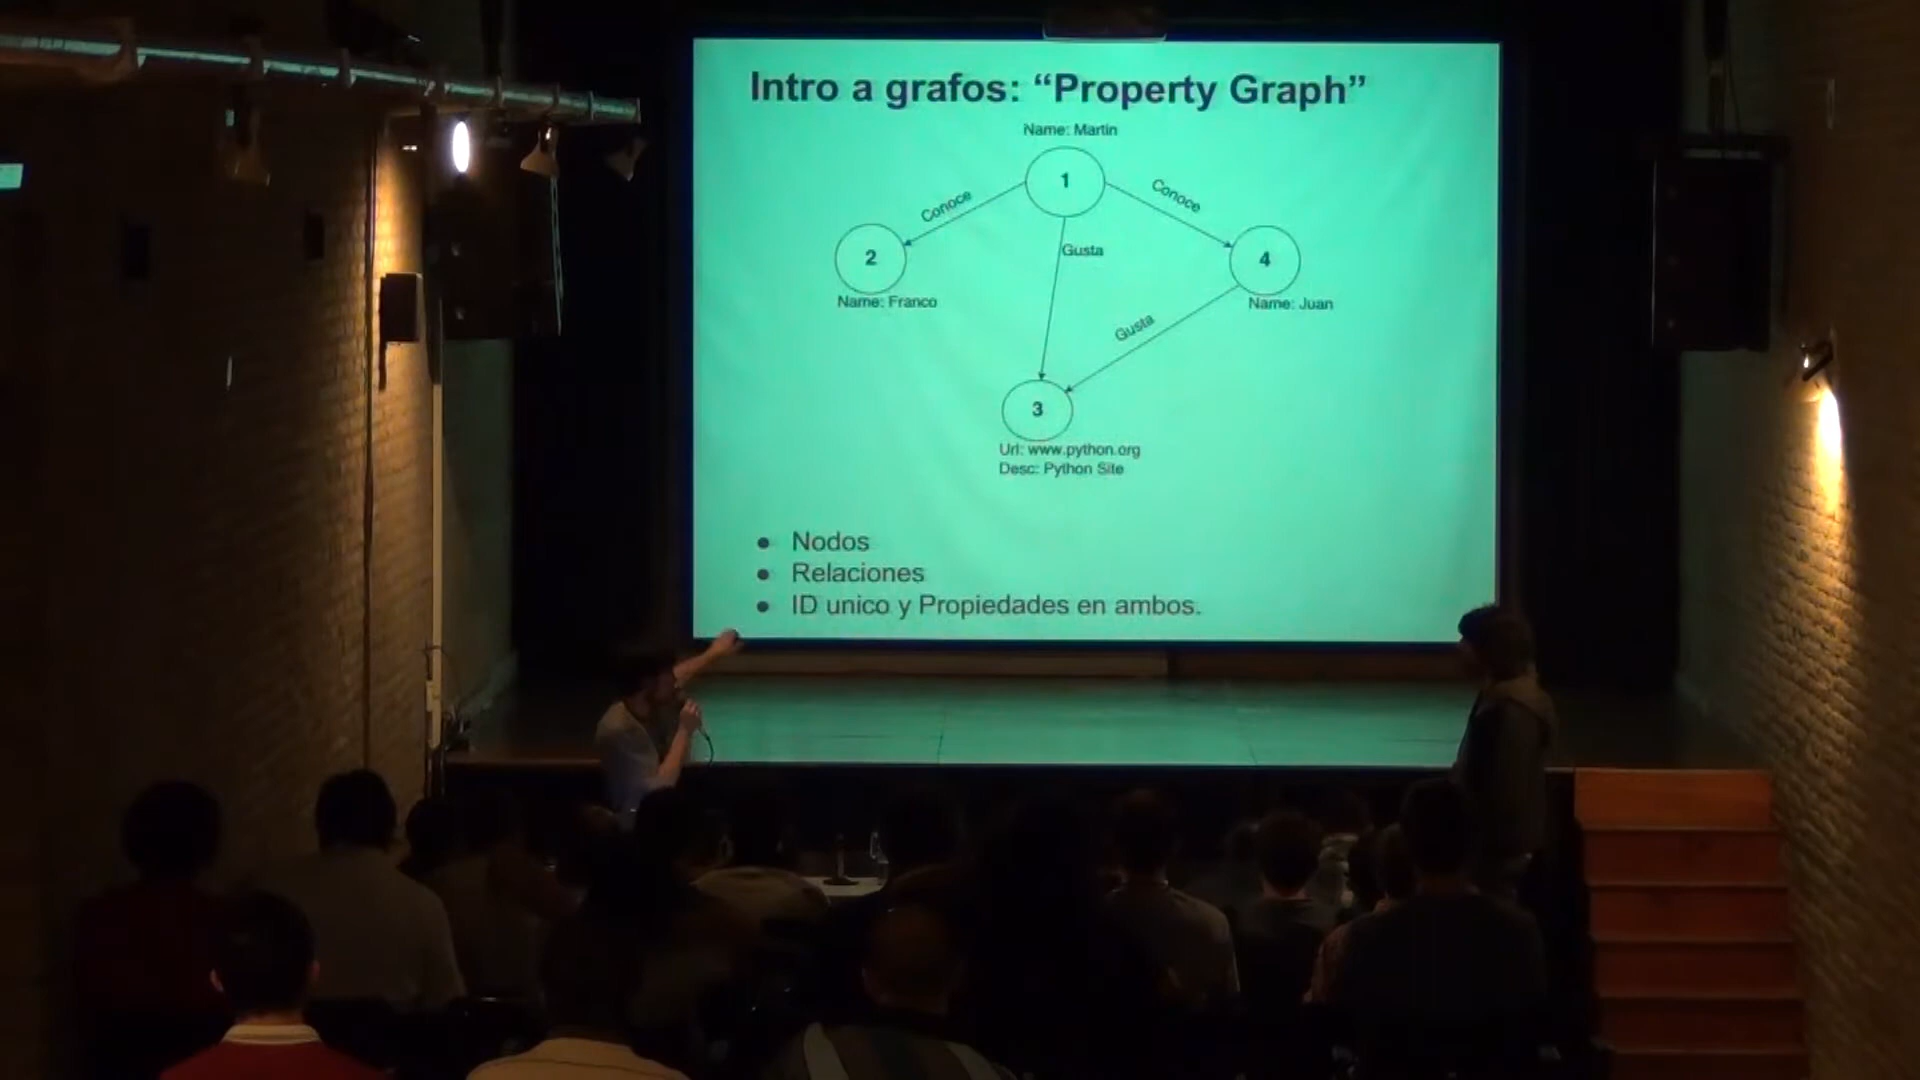 Intro a grafos: “Property Graph”
Name: Martin
1
Conoce
Conoce
2
Gusta
4
Name: Franco
Name: Juan
Gusta
3
Url: www.python.org
Desc: Python Site
● Nodos
● Relaciones
● ID unico y Propiedades en ambos.